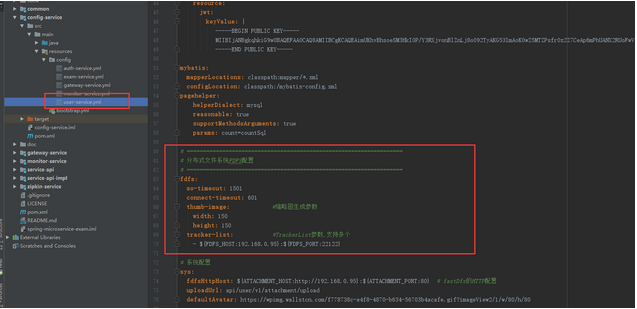 common
config-service
src
main
java
resources
config
auth-service.yml
exam-service.yml
gateway-service.yml
monitor-service.yml
user-service.yml
bootstrap.yml
target
config-service.iml
pom.xml
doc
gateway-service
monitor-service
service-api
service-api-impl
zipkin-service
.gitignore
LICENSE
pom.xml
README.md
spring-microservice-exam.iml
External Libraries
Scratches and Consoles
resource:
jwt:
keyValue: |
-----BEGIN PUBLIC KEY-----
-----END PUBLIC KEY-----
mybatis:
mapperLocations: classpath:mapper/*.xml
configLocation: classpath:/mybatis-config.xml
pagehelper:
helperDialect: mysql
reasonable: true
supportMethodsArguments: true
params: count=countSql
# ===================================================================
# 分布式文件系统FDFS配置
# ===================================================================
fdfs:
so-timeout: 1501
connect-timeout: 601
thumb-image: #缩略图生成参数
width: 150
height: 150
tracker-list: #TrackerList参数,支持多个
- ${FDFS_HOST:192.168.0.95}:${FDFS_PORT:22122}
# 系统配置
sys:
fdfsHttpHost: ${ATTACHMENT_HOST:http://192.168.0.95}:${ATTACHMENT_PORT:80} # fastDfs的HTTP配置
uploadUrl: api/user/v1/attachment/upload
defaultAvatar: https://wpimg.wallstcn.com/f778738c-e4f8-4870-b634-56703b4acafe.gif?imageView2/1/w/80/h/80